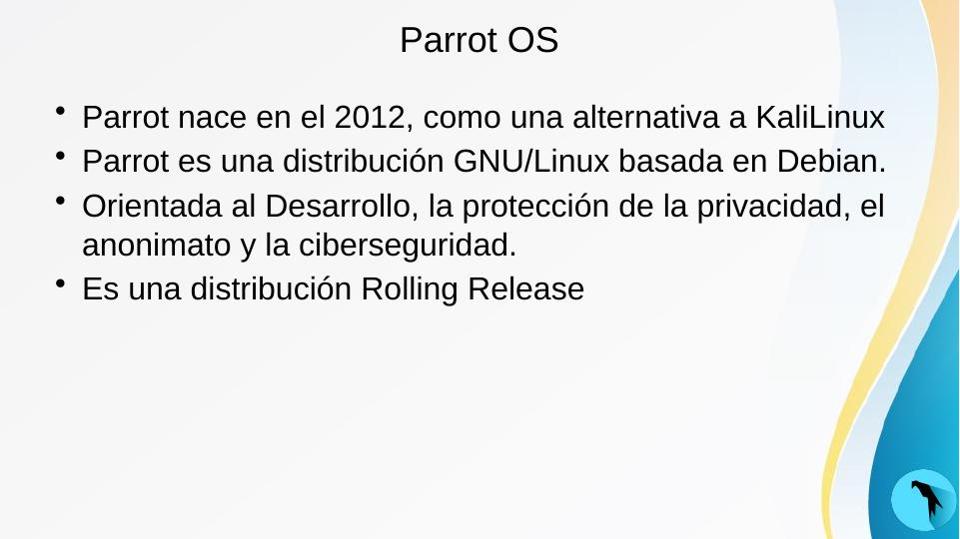 Parrot OS
• Parrot nace en el 2012, como una alternativa a KaliLinux
• Parrot es una distribución GNU/Linux basada en Debian.
• Orientada al Desarrollo, la protección de la privacidad, el
anonimato y la ciberseguridad.
• Es una distribución Rolling Release